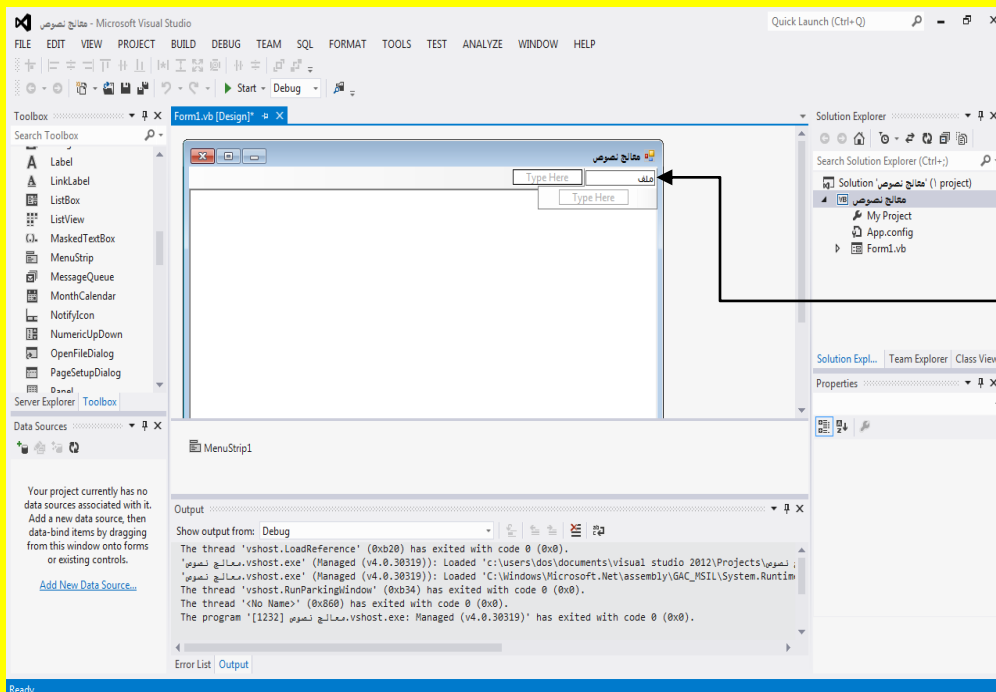 معالج نصوص - Microsoft Visual Studio
Quick Launch (Ctrl+Q)
FILE EDIT VIEW PROJECT BUILD DEBUG TEAM SQL FORMAT TOOLS TEST ANALYZE WINDOW HELP
Start Debug
Toolbox
Search Toolbox
Label
LinkLabel
ListBox
ListView
MaskedTextBox
MenuStrip
MessageQueue
MonthCalendar
NotifyIcon
NumericUpDown
OpenFileDialog
PageSetupDialog
Panel
Server Explorer Toolbox
Data Sources
Your project currently has no
data sources associated with it.
Add a new data source, then
data-bind items by dragging
from this window onto forms
or existing controls.
Add New Data Source...
Form1.vb [Design]*
معالج نصوص
ملف
Type Here
Type Here
MenuStrip1
Output
Show output from: Debug
The thread 'vshost.LoadReference' (0xb20) has exited with code 0 (0x0).
'معالج نصوص.vshost.exe' (Managed (v4.0.30319)): Loaded 'c:\users\dos\documents\visual studio 2012\Projects\نصوص
'معالج نصوص.vshost.exe' (Managed (v4.0.30319)): Loaded 'C:\Windows\Microsoft.Net\assembly\GAC_MSIL\System.Runtime
The thread 'vshost.RunParkingWindow' (0xb34) has exited with code 0 (0x0).
The thread '<No Name>' (0x860) has exited with code 0 (0x0).
The program '[1232] معالج نصوص.vshost.exe: Managed (v4.0.30319)' has exited with code 0 (0x0).
Error List Output
Ready
Solution Explorer
Search Solution Explorer (Ctrl+;)
Solution 'معالج نصوص' (١ project)
معالج نصوص
My Project
App.config
Form1.vb
Solution Expl... Team Explorer Class View
Properties